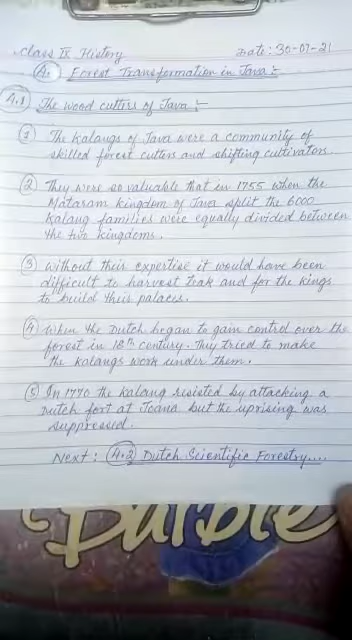 Class IX History
Date: 30-07-21
4. Forest Transformation in Java :-
4.1 The wood cutters of Java :-
1 The Kalangs of Java were a community of
skilled forest cutters and shifting cultivators.
2 They were so valuable that in 1755 when the
Mataram kingdom of Java split the 6000
Kalang families were equally divided between
the two kingdoms.
3 without their expertise it would have been
difficult to harvest teak and for the kings
to build their palaces.
4 When the Dutch began to gain control over the
forest in 18th century. They tried to make
the Kalangs work under them.
5 In 1770 the Kalang resisted by attacking a
Dutch fort at Joana but the uprising was
suppressed.
Next : 4.2 Dutch Scientific Forestry....
Barbie